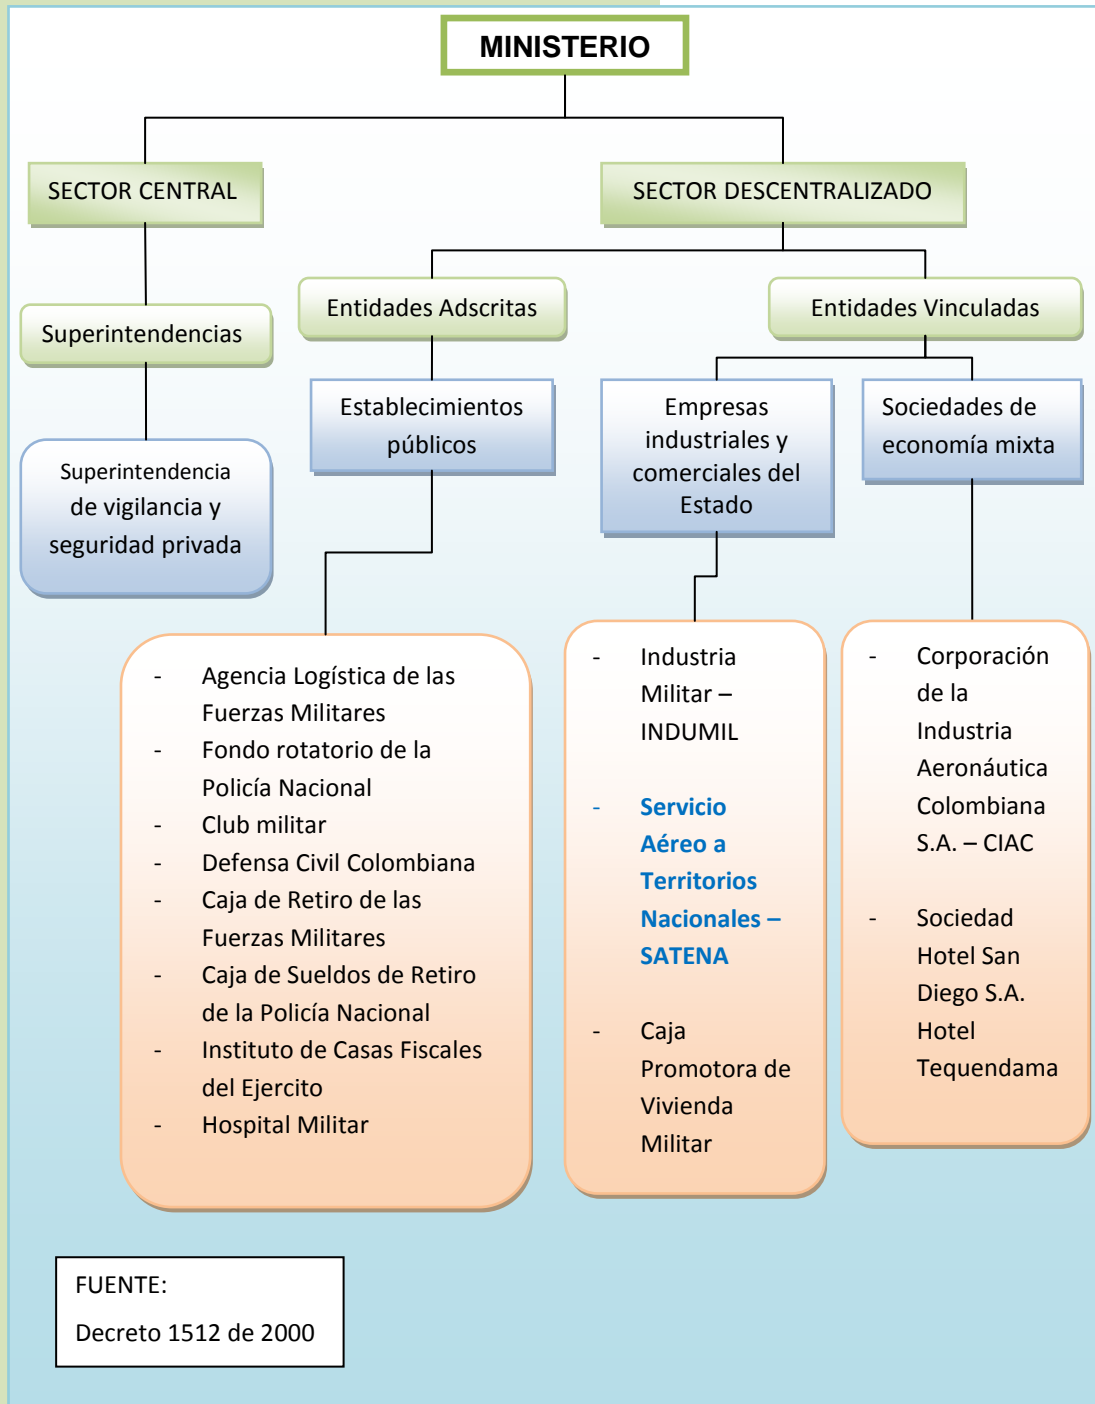 MINISTERIO
SECTOR CENTRAL
SECTOR DESCENTRALIZADO
Superintendencias
Entidades Adscritas
Entidades Vinculadas
Superintendencia
de vigilancia y
seguridad privada
Establecimientos
públicos
Empresas
industriales y
comerciales del
Estado
Sociedades de
economía mixta
- Agencia Logística de las
Fuerzas Militares
- Fondo rotatorio de la
Policía Nacional
- Club militar
- Defensa Civil Colombiana
- Caja de Retiro de las
Fuerzas Militares
- Caja de Sueldos de Retiro
de la Policía Nacional
- Instituto de Casas Fiscales
del Ejercito
- Hospital Militar
- Industria
Militar –
INDUMIL
- Servicio
Aéreo a
Territorios
Nacionales –
SATENA
- Caja
Promotora de
Vivienda
Militar
- Corporación
de la
Industria
Aeronáutica
Colombiana
S.A. – CIAC
- Sociedad
Hotel San
Diego S.A.
Hotel
Tequendama
FUENTE:
Decreto 1512 de 2000